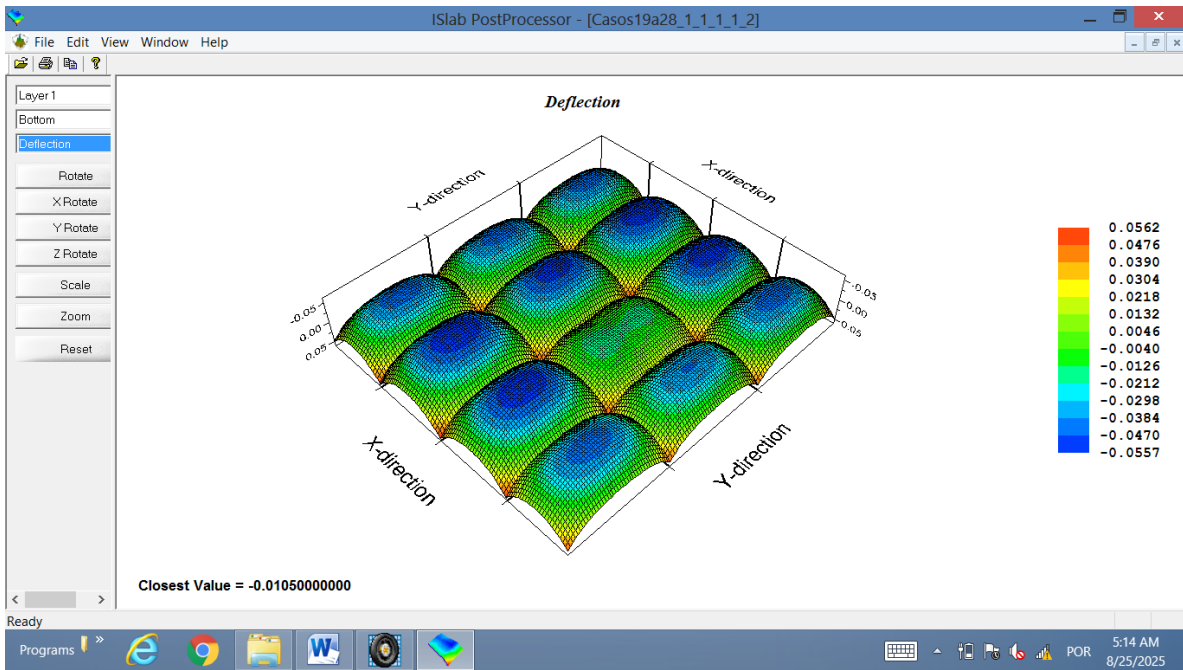 ISlab PostProcessor - [Casos19a28_1_1_1_1_2]
File Edit View Window Help
Layer 1
Bottom
Deflection
Rotate
X Rotate
Y Rotate
Z Rotate
Scale
Zoom
Reset
Deflection
Y-direction
X-direction
-0.05
0.00
0.05
-0.05
-0.00
-0.05
X-direction
Y-direction
0.0562
0.0476
0.0390
0.0304
0.0218
0.0132
0.0046
-0.0040
-0.0126
-0.0212
-0.0298
-0.0384
-0.0470
-0.0557
Closest Value = -0.01050000000
Ready
Programs
POR
5:14 AM
8/25/2025